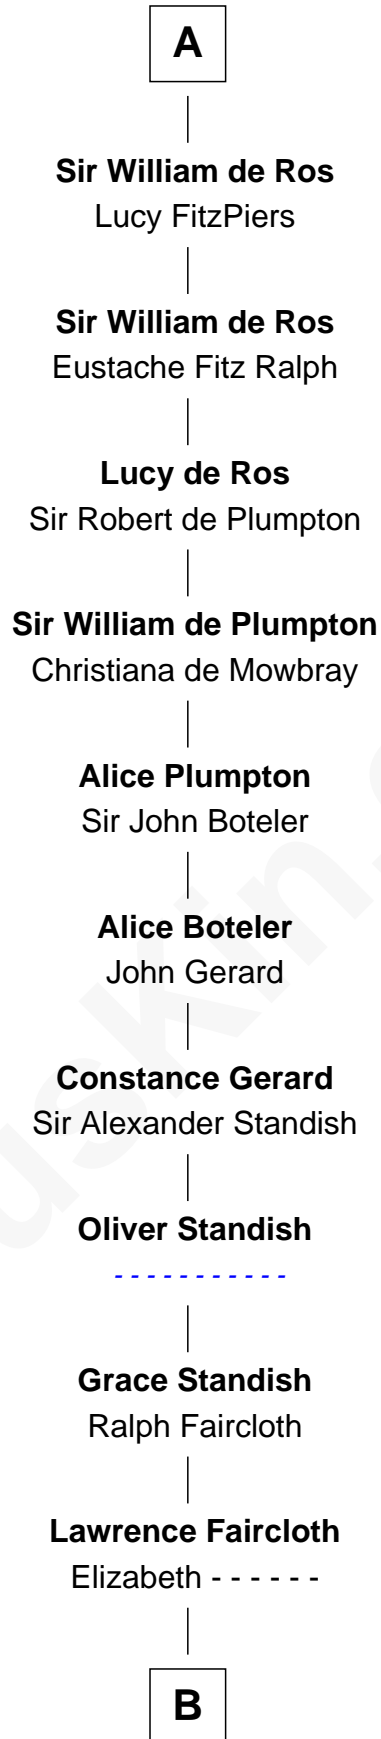 A
Sir William de Ros
Lucy FitzPiers
Sir William de Ros
Eustache Fitz Ralph
Lucy de Ros
Sir Robert de Plumpton
Sir William de Plumpton
Christiana de Mowbray
Alice Plumpton
Sir John Boteler
Alice Boteler
John Gerard
Constance Gerard
Sir Alexander Standish
Oliver Standish
- - - - - - - - - - -
Grace Standish
Ralph Faircloth
Lawrence Faircloth
Elizabeth - - - - - -
B